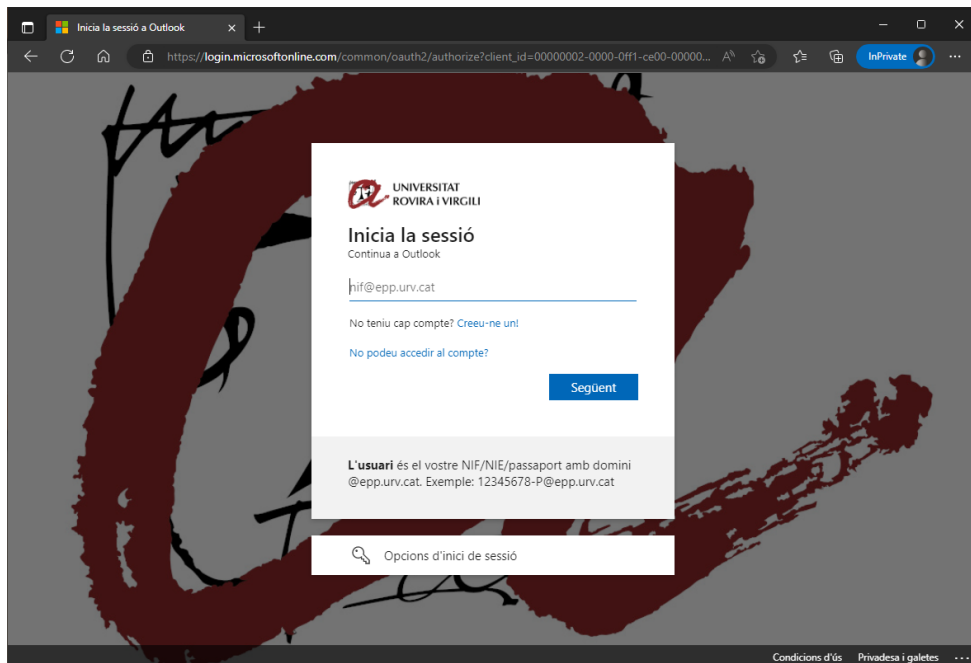 Inicia la sessió a Outlook
https://login.microsoftonline.com/common/oauth2/authorize?client_id=00000002-0000-0ff1-ce00-00000...
InPrivate
UNIVERSITAT
ROVIRA i VIRGILI
Inicia la sessió
Continua a Outlook
nif@epp.urv.cat
No teniu cap compte? Creeu-ne un!
No podeu accedir al compte?
Següent
L'usuari és el vostre NIF/NIE/passaport amb domini
@epp.urv.cat. Exemple: 12345678-P@epp.urv.cat
Opcions d'inici de sessió
Condicions d'ús Privadesa i galetes ...